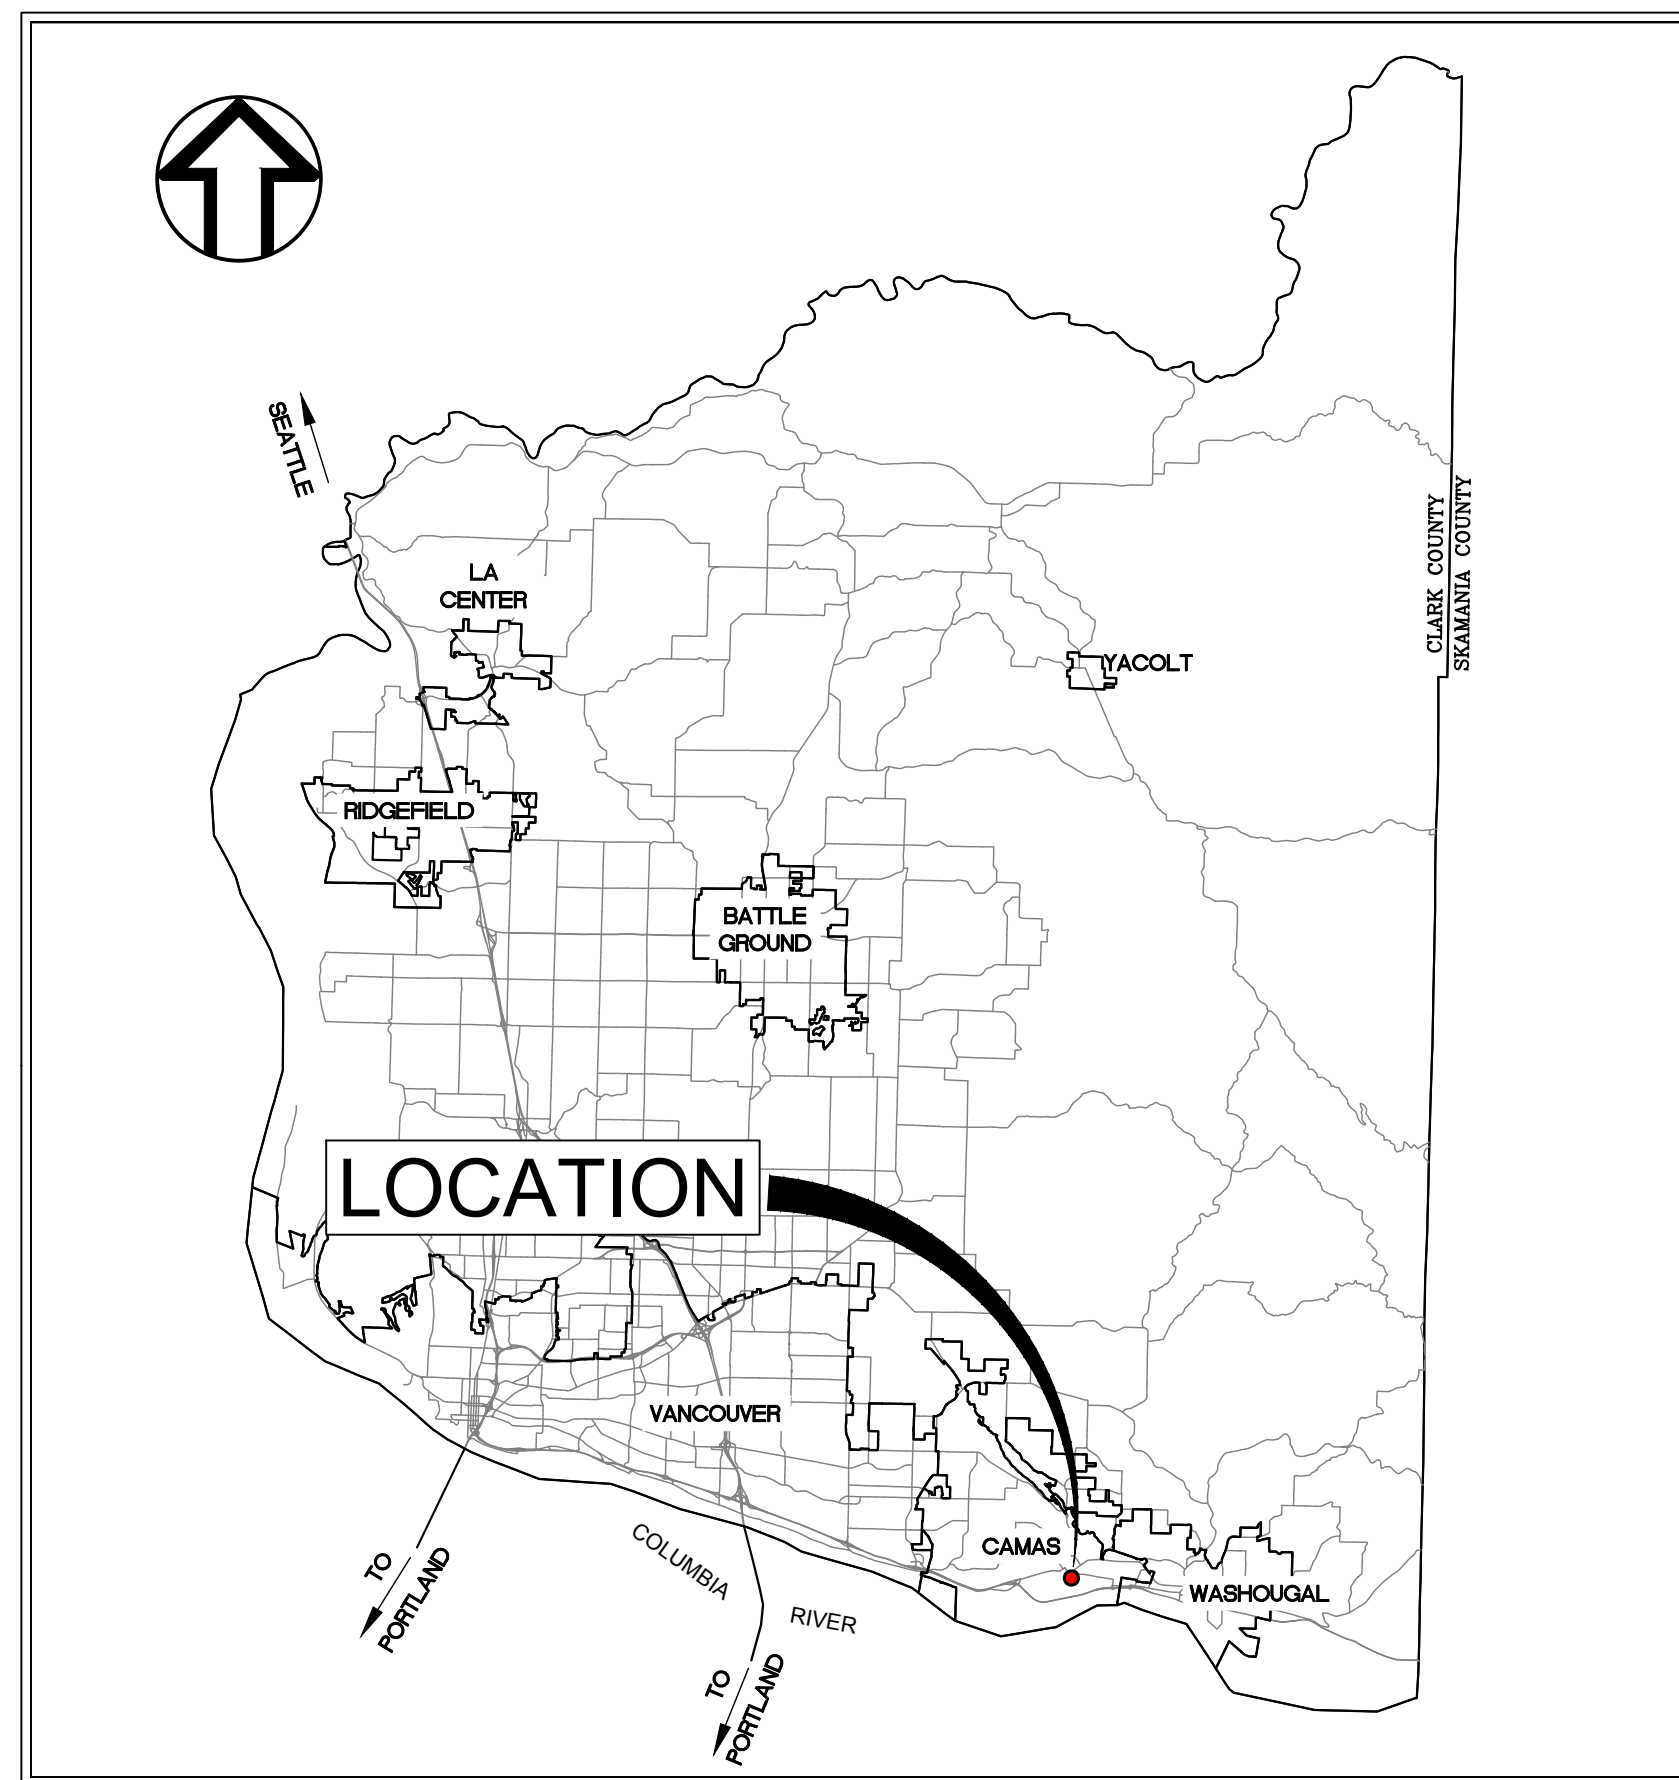 SEATTLE
CLARK COUNTY
SKAMANIA COUNTY
LA
CENTER
YACOLT
RIDGEFIELD
BATTLE
GROUND
LOCATION
VANCOUVER
CAMAS
WASHOUGAL
COLUMBIA
RIVER
TO
PORTLAND
TO
PORTLAND